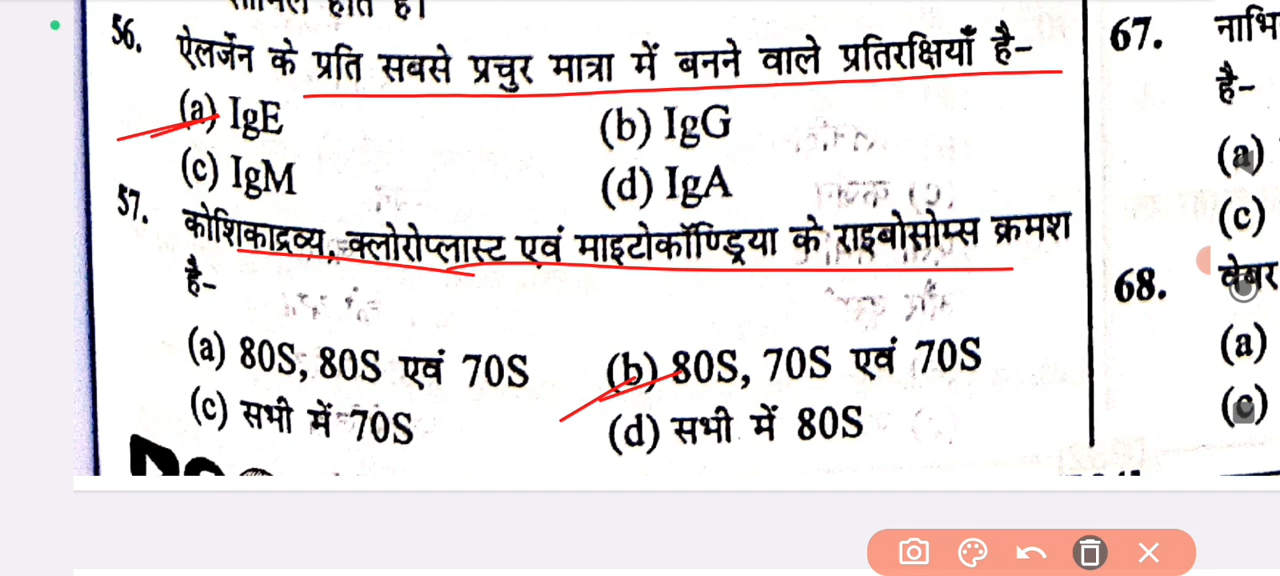 56. ऐलर्जेन के प्रति सबसे प्रचुर मात्रा में बनने वाले प्रतिरक्षियाँ है-
(a) IgE (b) IgG
(c) IgM (d) IgA
57. कोशिकाद्रव्य, क्लोरोप्लास्ट एवं माइटोकॉण्ड्रिया के राइबोसोम्स क्रमश
है-
(a) 80S, 80S एवं 70S (b) 80S, 70S एवं 70S
(c) सभी में 70S (d) सभी में 80S
67. नाभि
है-
(a)
(c)
68. वेबर
(a)
(c)